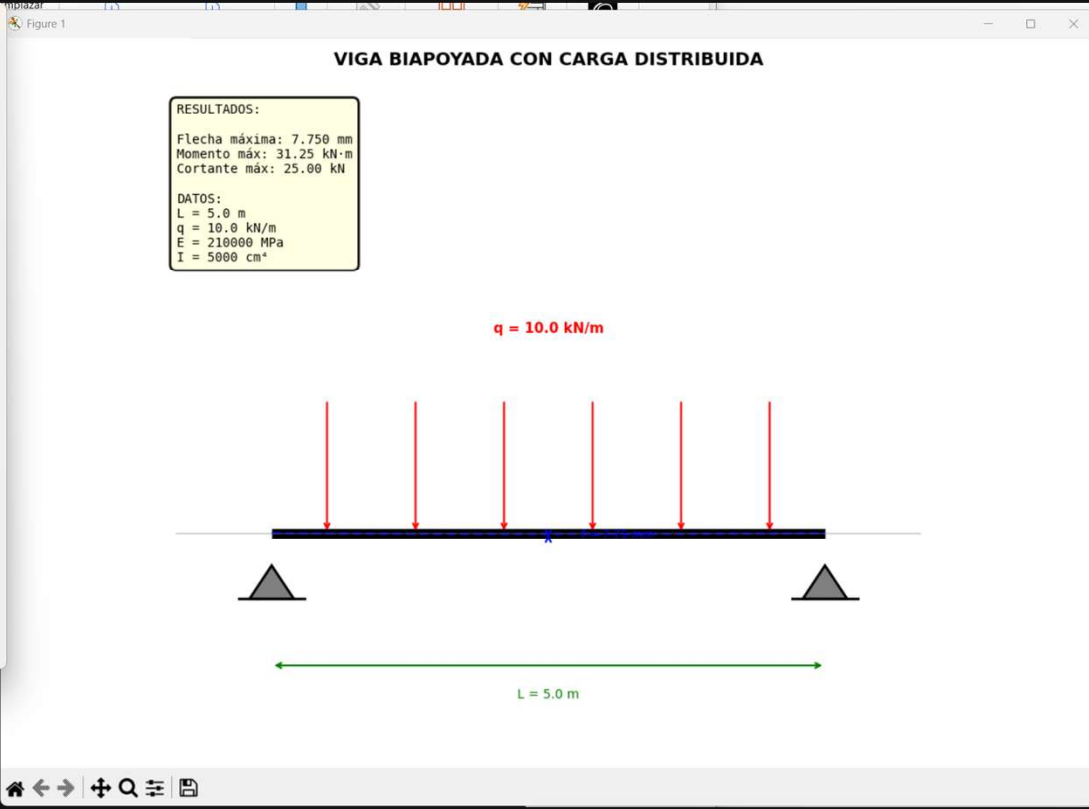 Figure 1
VIGA BIAPOYADA CON CARGA DISTRIBUIDA
RESULTADOS:
Flecha máxima: 7.750 mm
Momento máx: 31.25 kN·m
Cortante máx: 25.00 kN
DATOS:
L = 5.0 m
q = 10.0 kN/m
E = 210000 MPa
I = 5000 cm⁴
q = 10.0 kN/m
L = 5.0 m